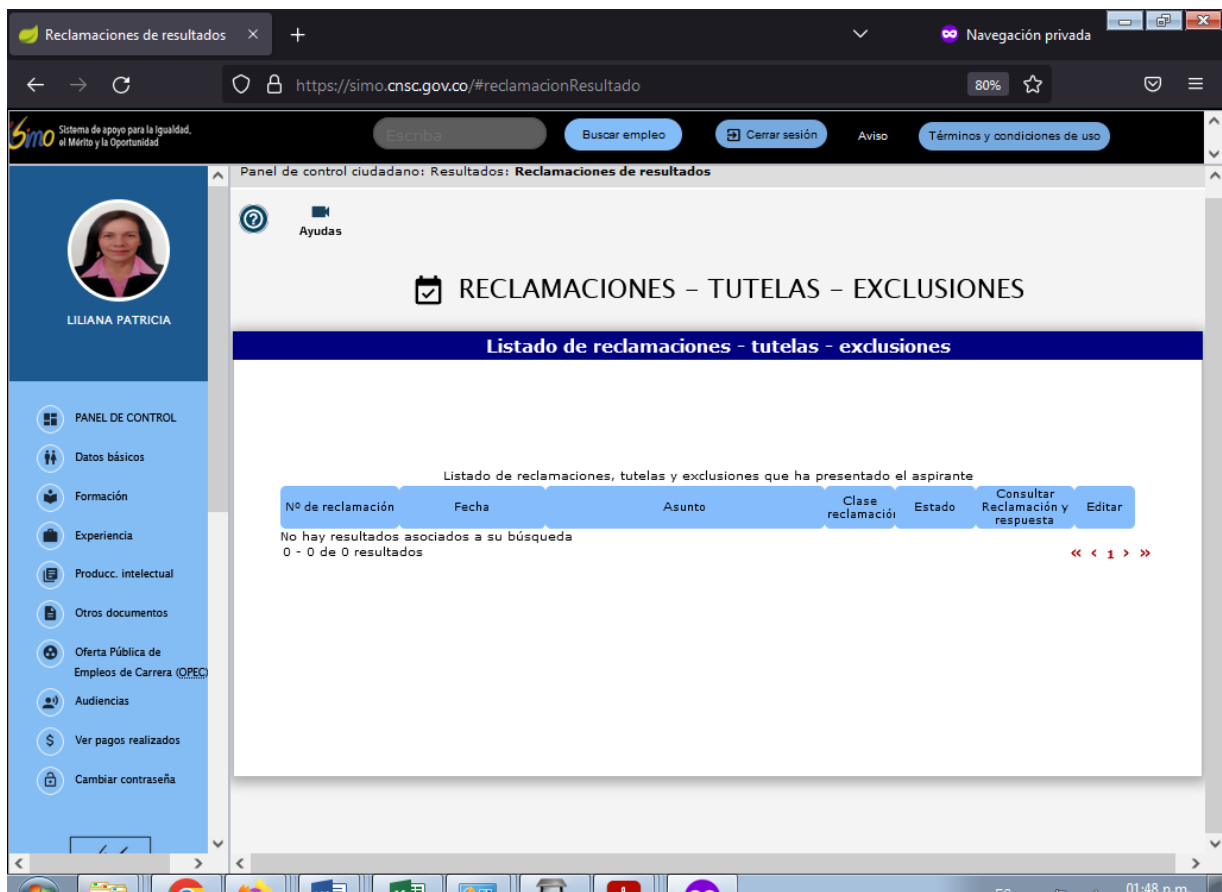 Reclamaciones de resultados
Navegación privada
https://simo.cnsc.gov.co/#reclamacionResultado
80%
Simo Sistema de apoyo para la Igualdad,
el Mérito y la Oportunidad
Escriba
Buscar empleo
Cerrar sesión
Aviso
Términos y condiciones de uso
Panel de control ciudadano: Resultados: Reclamaciones de resultados
Ayudas
RECLAMACIONES - TUTELAS - EXCLUSIONES
LILIANA PATRICIA
Listado de reclamaciones - tutelas - exclusiones
PANEL DE CONTROL
Datos básicos
Formación
Experiencia
Producc. intelectual
Otros documentos
Oferta Pública de
Empleos de Carrera (OPEC)
Audiencias
Ver pagos realizados
Cambiar contraseña
Listado de reclamaciones, tutelas y exclusiones que ha presentado el aspirante
Nº de reclamación
Fecha
Asunto
Clase
reclamación
Estado
Consultar
Reclamación y
respuesta
Editar
No hay resultados asociados a su búsqueda
0 - 0 de 0 resultados
« ‹ 1 › »
01:48 p.m.